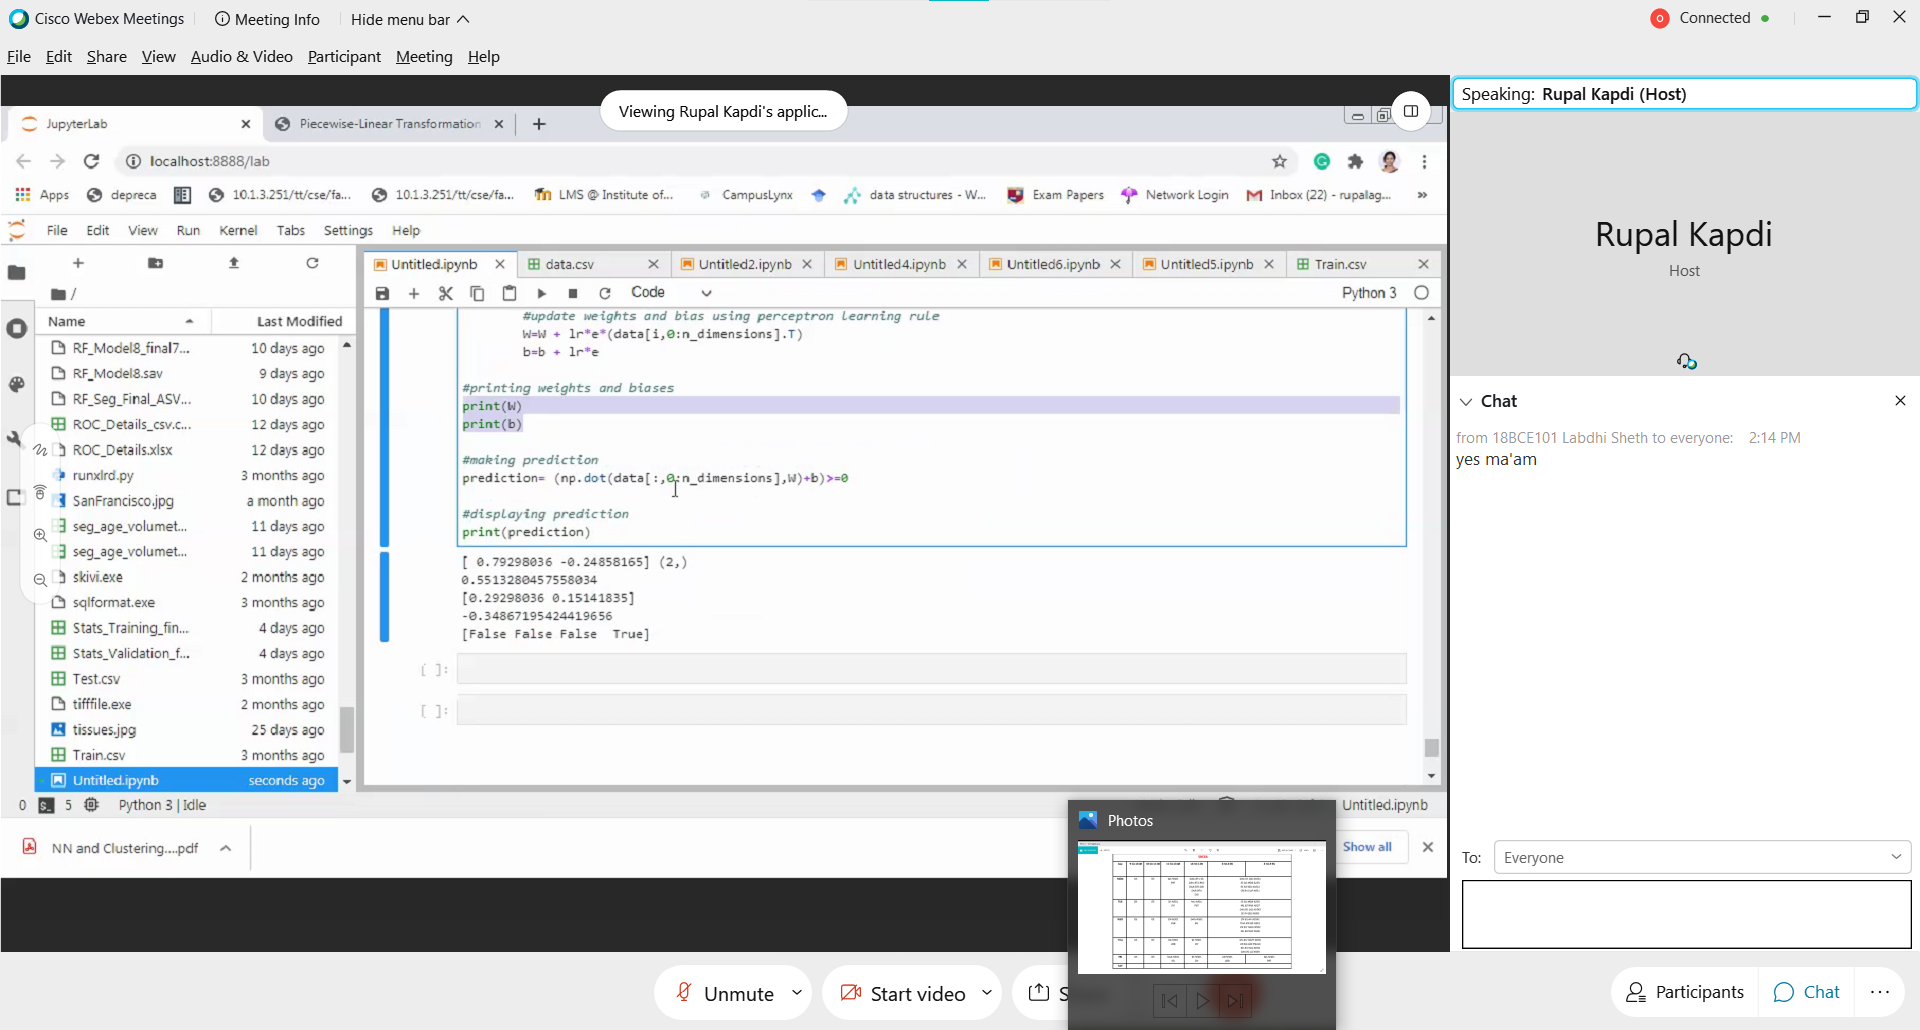 Cisco Webex Meetings
Meeting Info
Hide menu bar
Connected
File Edit Share View Audio & Video Participant Meeting Help
Viewing Rupal Kapdi's applic...
JupyterLab
Piecewise-Linear Transformation
localhost:8888/lab
Apps
depreca
10.1.3.251/tt/cse/fa...
10.1.3.251/tt/cse/fa...
LMS @ Institute of...
CampusLynx
data structures - W...
Exam Papers
Network Login
Inbox (22) - rupalag...
»
File Edit View Run Kernel Tabs Settings Help
/
Name Last Modified
RF_Model8_final7... 10 days ago
RF_Model8.sav 9 days ago
RF_Seg_Final_ASV... 10 days ago
ROC_Details_csv.c... 12 days ago
ROC_Details.xlsx 12 days ago
runxlrd.py 3 months ago
SanFrancisco.jpg a month ago
seg_age_volumet... 11 days ago
seg_age_volumet... 11 days ago
skivi.exe 2 months ago
sqlformat.exe 3 months ago
Stats_Training_fin... 4 days ago
Stats_Validation_f... 4 days ago
Test.csv 3 months ago
tifffile.exe 2 months ago
tissues.jpg 25 days ago
Train.csv 3 months ago
Untitled.ipynb seconds ago
Untitled.ipynb
data.csv
Untitled2.ipynb
Untitled4.ipynb
Untitled6.ipynb
Untitled5.ipynb
Train.csv
Code
Python 3
#update weights and bias using perceptron learning rule
W=W + lr*e*(data[i,0:n_dimensions].T)
b=b + lr*e
#printing weights and biases
print(W)
print(b)
#making prediction
prediction= (np.dot(data[:,0:n_dimensions],W)+b)>=0
#displaying prediction
print(prediction)
[ 0.79298036 -0.24858165] (2,)
0.5513280457558034
[0.29298036 0.15141835]
-0.34867195424419656
[False False False  True]
[ ]:
[ ]:
0
5
Python 3 | Idle
Untitled.ipynb
NN and Clustering....pdf
Show all
Photos
Speaking: Rupal Kapdi (Host)
Rupal Kapdi
Host
Chat
from 18BCE101 Labdhi Sheth to everyone: 2:14 PM
yes ma'am
To: Everyone
Unmute
Start video
Participants
Chat